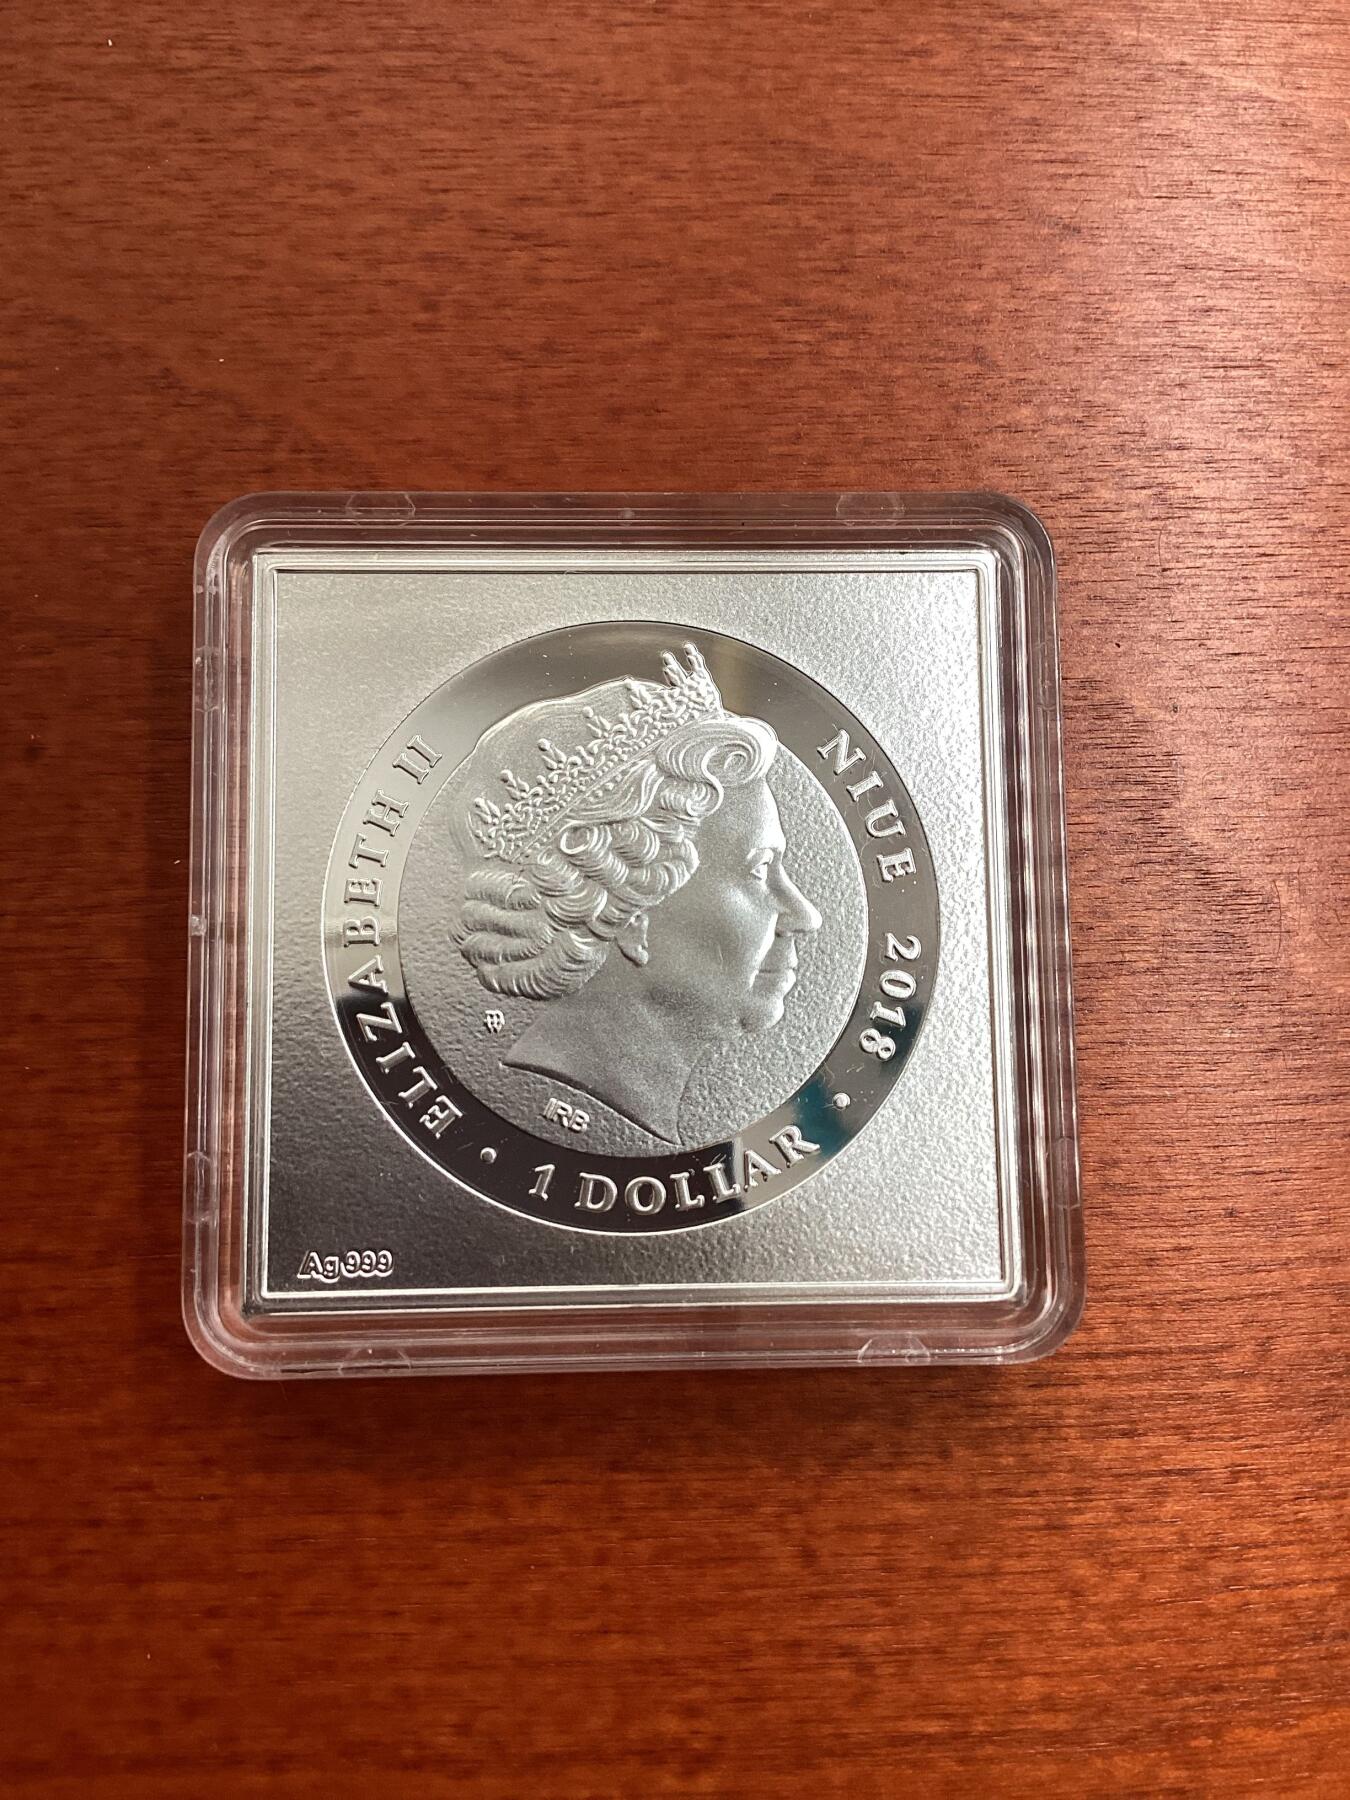 ELIZABETH II
NIUE 2018
1 DOLLAR
IRB
Ag 999